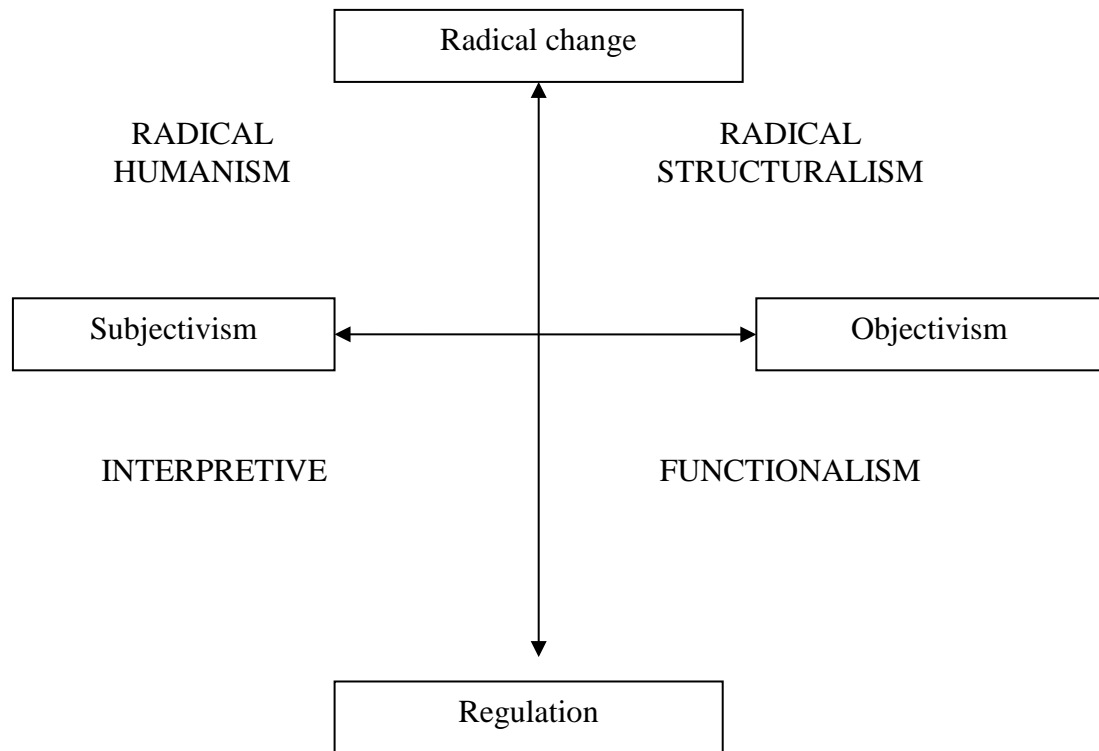 Radical change
RADICAL
HUMANISM
RADICAL
STRUCTURALISM
Subjectivism
Objectivism
INTERPRETIVE
FUNCTIONALISM
Regulation